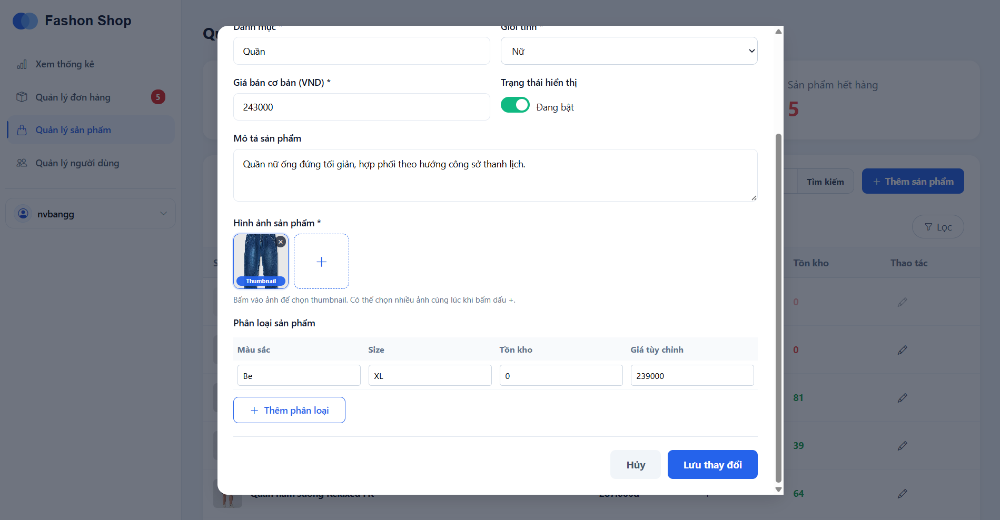 Fashon Shop
Xem thống kê
Quản lý đơn hàng
5
Quản lý sản phẩm
Quản lý người dùng
nvbangg
Danh mục *
Giới tính *
Quần
Nữ
Giá bán cơ bản (VND) *
Trạng thái hiển thị
243000
Đang bật
Mô tả sản phẩm
Quần nữ ống đứng tối giản, hợp phối theo hướng công sở thanh lịch.
Hình ảnh sản phẩm *
Thumbnail
Bấm vào ảnh để chọn thumbnail. Có thể chọn nhiều ảnh cùng lúc khi bấm dấu +.
Phân loại sản phẩm
Màu sắc
Size
Tồn kho
Giá tùy chỉnh
Be
XL
0
239000
+ Thêm phân loại
Hủy
Lưu thay đổi
Sản phẩm hết hàng
5
Tìm kiếm
+ Thêm sản phẩm
Lọc
Tồn kho
Thao tác
0
0
81
39
Quần nam suông Relaxed Fit
64